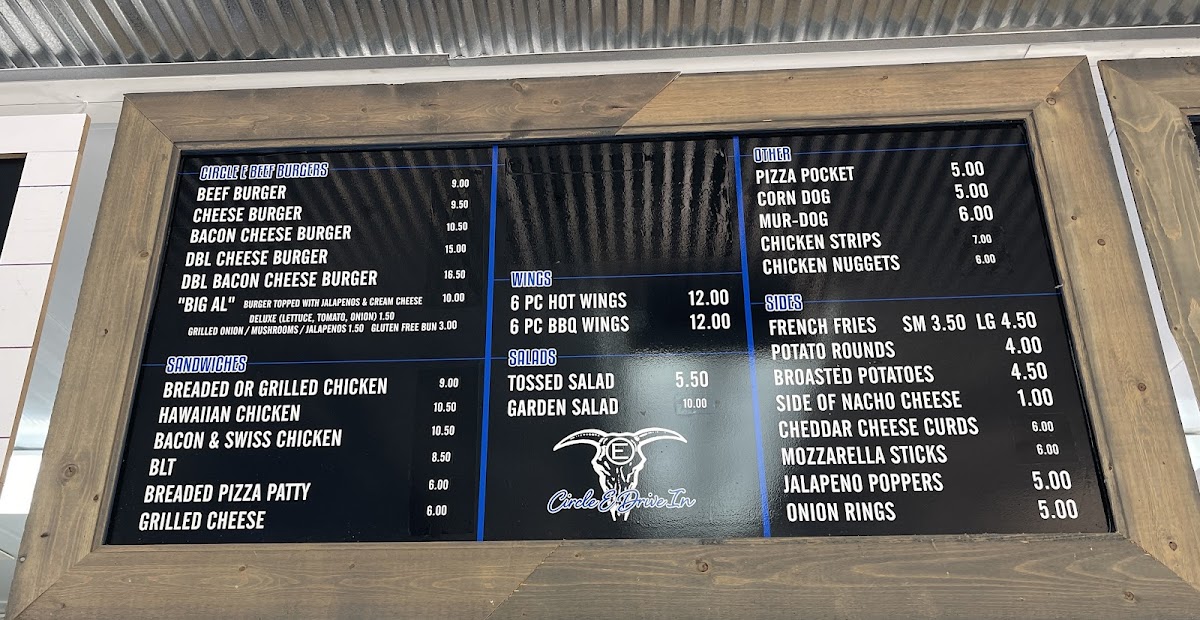 CIRCLE E BEEF BURGERS
BEEF BURGER 9.00
CHEESE BURGER 9.50
BACON CHEESE BURGER 10.50
DBL CHEESE BURGER 15.00
DBL BACON CHEESE BURGER 16.50
"BIG AL" BURGER TOPPED WITH JALAPENOS & CREAM CHEESE 10.00
DELUXE (LETTUCE, TOMATO, ONION) 1.50
GRILLED ONION / MUSHROOMS / JALAPENOS 1.50 GLUTEN FREE BUN 3.00
SANDWICHES
BREADED OR GRILLED CHICKEN 9.00
HAWAIIAN CHICKEN 10.50
BACON & SWISS CHICKEN 10.50
BLT 8.50
BREADED PIZZA PATTY 6.00
GRILLED CHEESE 6.00
WINGS
6 PC HOT WINGS 12.00
6 PC BBQ WINGS 12.00
SALADS
TOSSED SALAD 5.50
GARDEN SALAD 10.00
E
Circle E Drive In
OTHER
PIZZA POCKET 5.00
CORN DOG 5.00
MUR-DOG 6.00
CHICKEN STRIPS 7.00
CHICKEN NUGGETS 6.00
SIDES
FRENCH FRIES SM 3.50 LG 4.50
POTATO ROUNDS 4.00
BROASTED POTATOES 4.50
SIDE OF NACHO CHEESE 1.00
CHEDDAR CHEESE CURDS 6.00
MOZZARELLA STICKS 6.00
JALAPENO POPPERS 5.00
ONION RINGS 5.00